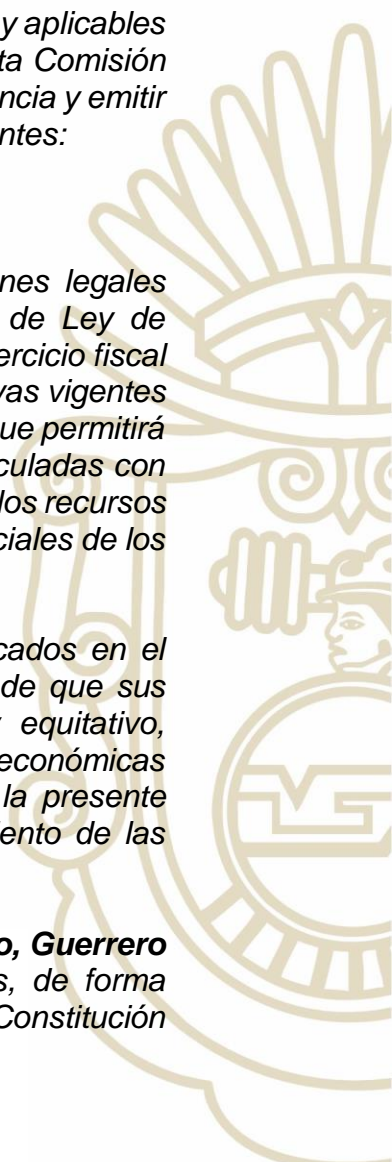 y aplicables
ta Comisión
ncia y emitir
ntes:
nes legales
de Ley de
ercicio fiscal
vas vigentes
ue permitirá
culadas con
los recursos
ciales de los
cados en el
de que sus
equitativo,
económicas
la presente
ento de las
o, Guerrero
s, de forma
Constitución